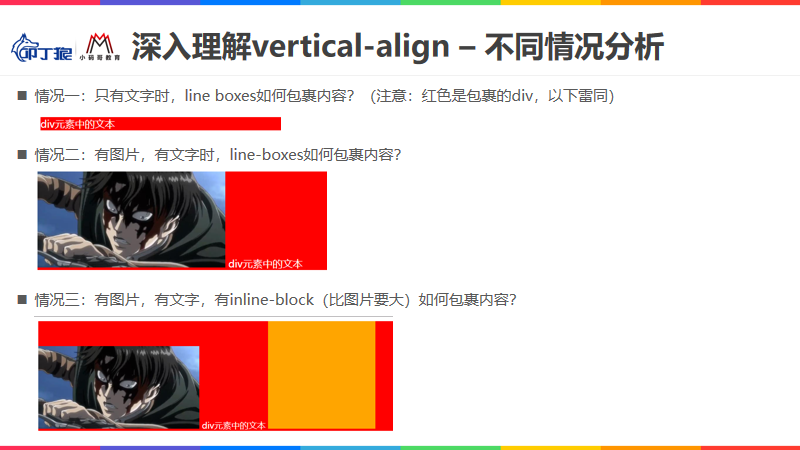 叩丁狼
小码哥教育
深入理解vertical-align – 不同情况分析
■ 情况一：只有文字时，line boxes如何包裹内容？（注意：红色是包裹的div，以下雷同）
div元素中的文本
■ 情况二：有图片，有文字时，line-boxes如何包裹内容？
div元素中的文本
■ 情况三：有图片，有文字，有inline-block（比图片要大）如何包裹内容？
div元素中的文本